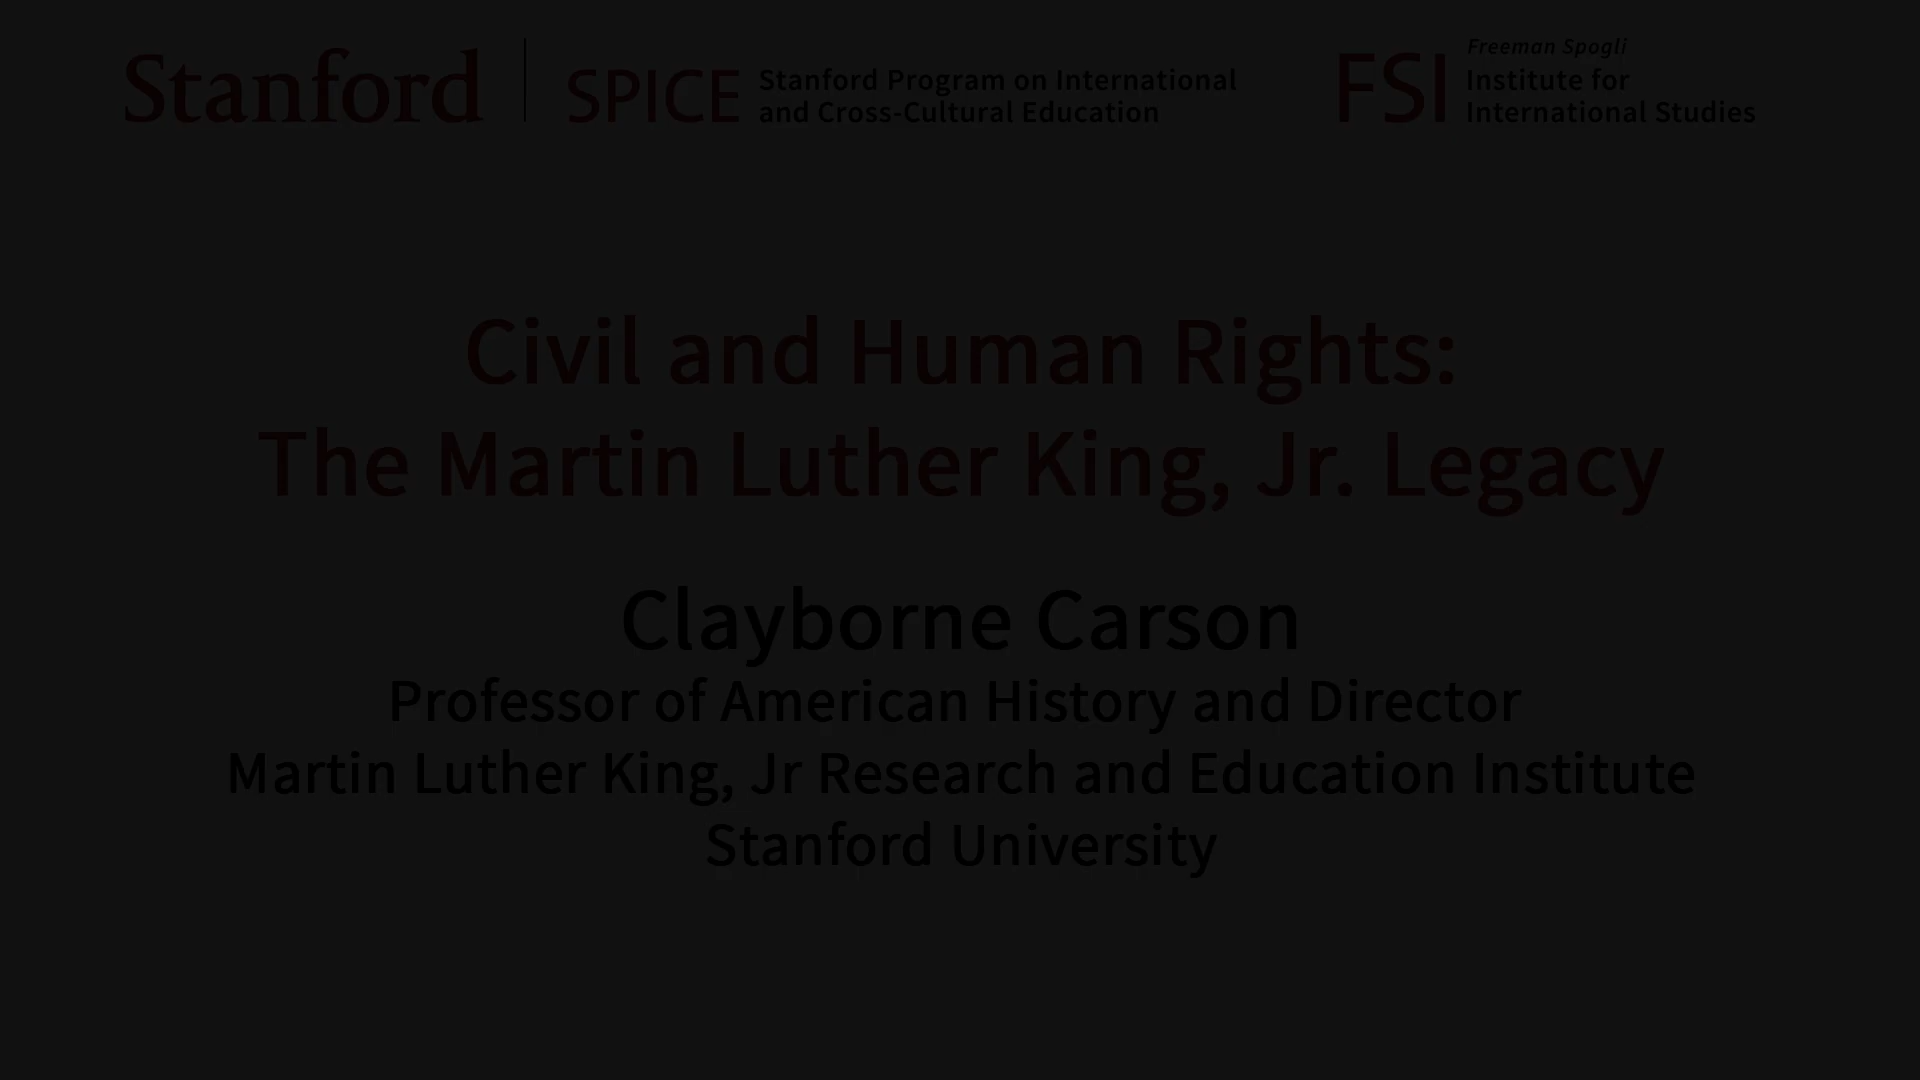 Stanford
SPICE Stanford Program on International
and Cross-Cultural Education
FSI Freeman Spogli
Institute for
International Studies
Civil and Human Rights:
The Martin Luther King, Jr. Legacy
Clayborne Carson
Professor of American History and Director
Martin Luther King, Jr Research and Education Institute
Stanford University